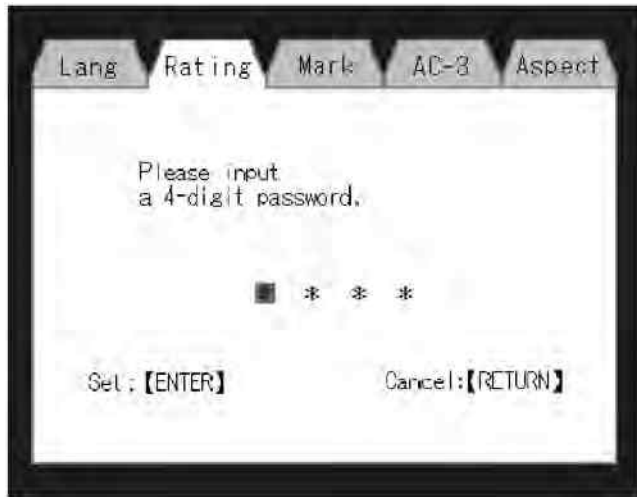 Lang Rating Mark AC-3 Aspect
Please input
a 4-digit password.
■ * * *
Set:【ENTER】 Cancel:【RETURN】